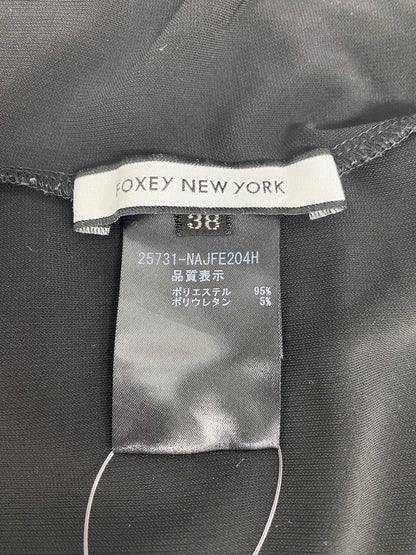 FOXEY NEW YORK
38
25731-NAJFE204H
品質表示
ポリエステル 95%
ポリウレタン 5%